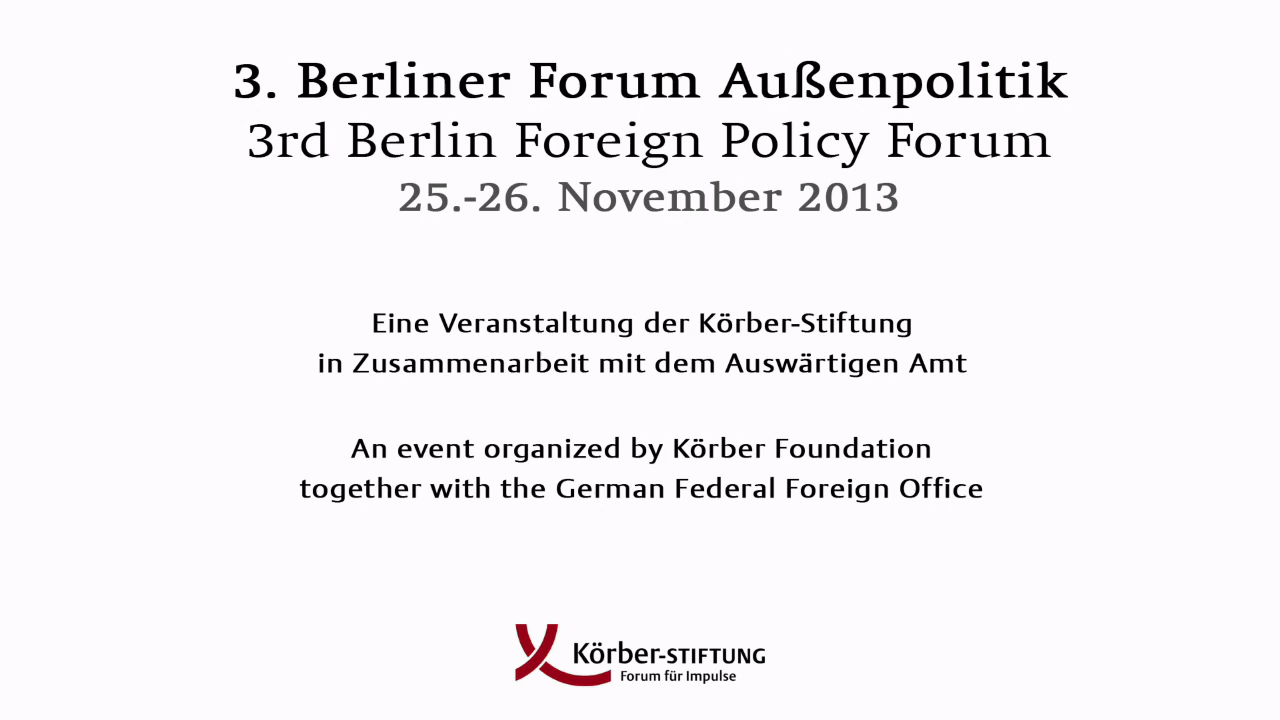 3. Berliner Forum Außenpolitik
3rd Berlin Foreign Policy Forum
25.-26. November 2013
Eine Veranstaltung der Körber-Stiftung
in Zusammenarbeit mit dem Auswärtigen Amt
An event organized by Körber Foundation
together with the German Federal Foreign Office
Körber-STIFTUNG
Forum für Impulse